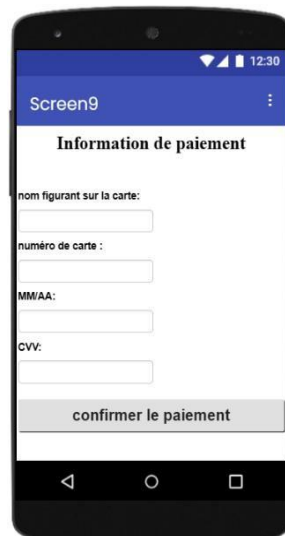 12:30
Screen9
Information de paiement
nom figurant sur la carte:
numéro de carte :
MM/AA:
CVV:
confirmer le paiement